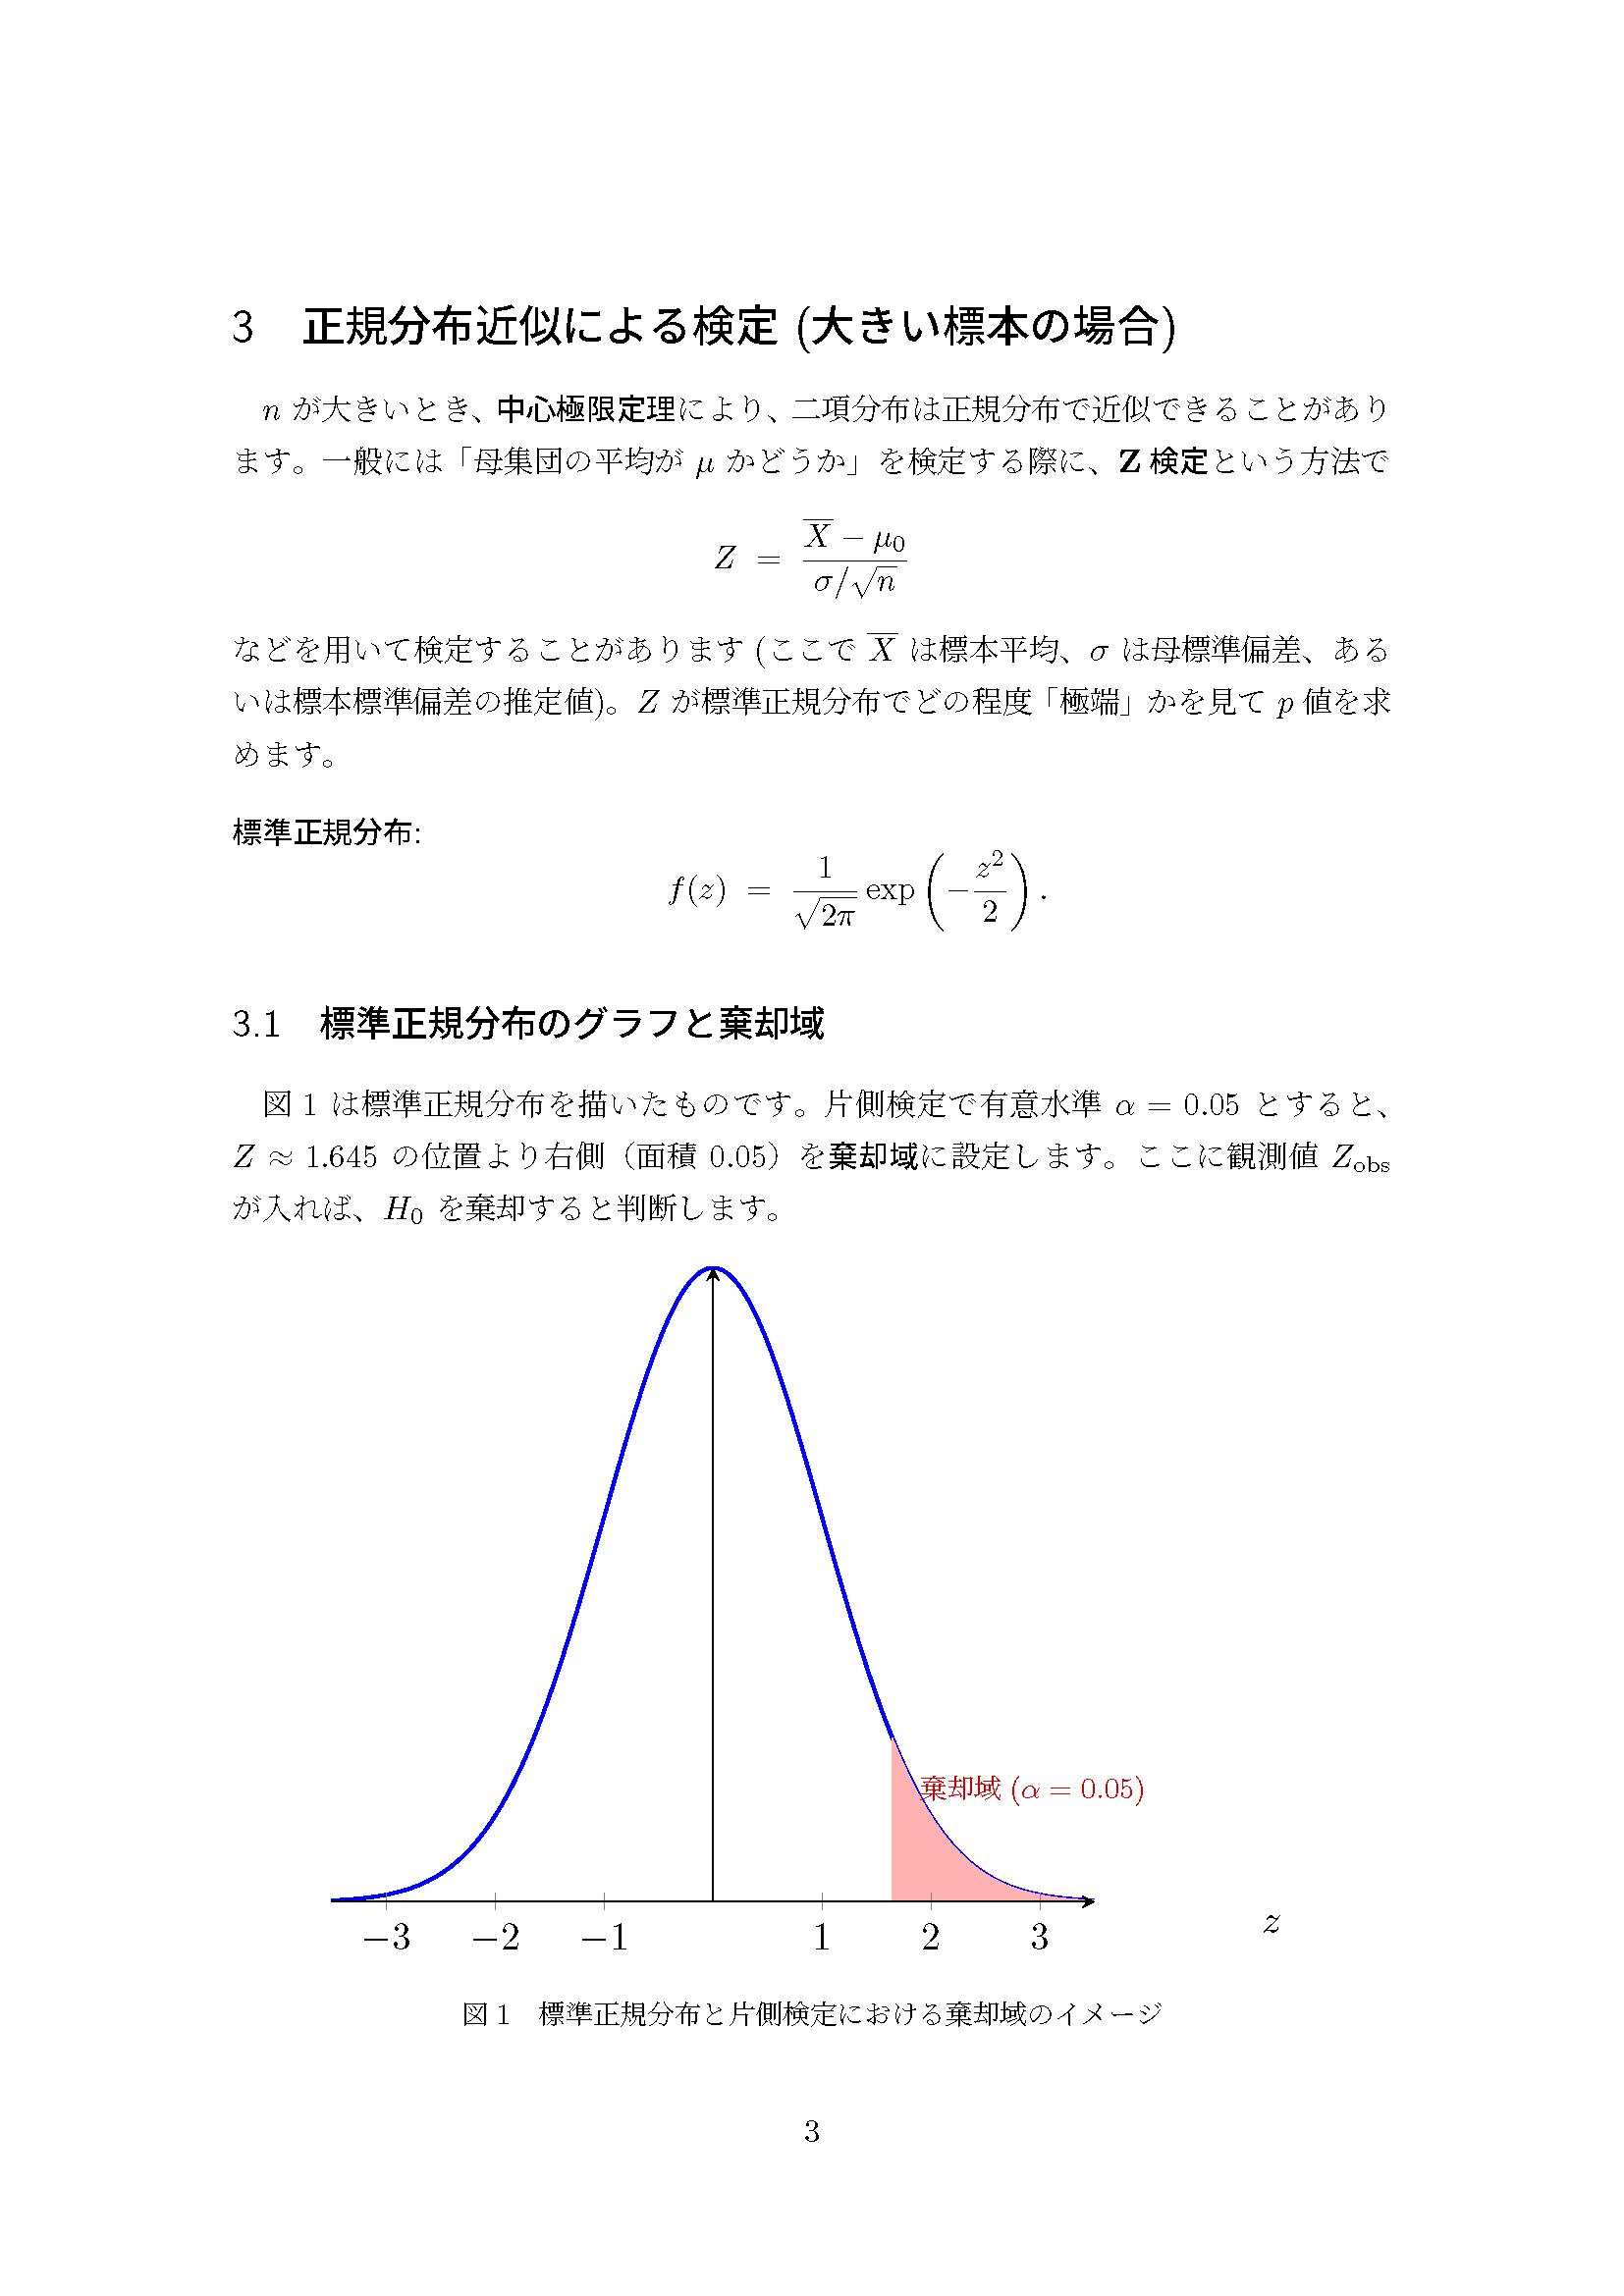 3 正規分布近似による検定 (大きい標本の場合)
n が大きいとき、中心極限定理により、二項分布は正規分布で近似できることがあり
ます。一般には「母集団の平均が μ かどうか」を検定する際に、Z 検定という方法で
Z = \frac{\overline{X} - μ_0}{σ/\sqrt{n}}
などを用いて検定することがあります (ここで \overline{X} は標本平均、σ は母標準偏差、ある
いは標本標準偏差の推定値)。Z が標準正規分布でどの程度「極端」かを見て p 値を求
めます。
標準正規分布:
f(z) = \frac{1}{\sqrt{2π}} \exp\left(-\frac{z^2}{2}\right).
3.1 標準正規分布のグラフと棄却域
図 1 は標準正規分布を描いたものです。片側検定で有意水準 α = 0.05 とすると、
Z ≈ 1.645 の位置より右側（面積 0.05）を棄却域に設定します。ここに観測値 Z_obs
が入れば、H_0 を棄却すると判断します。
棄却域 (α = 0.05)
−3 −2 −1 1 2 3 z
図 1 標準正規分布と片側検定における棄却域のイメージ
3